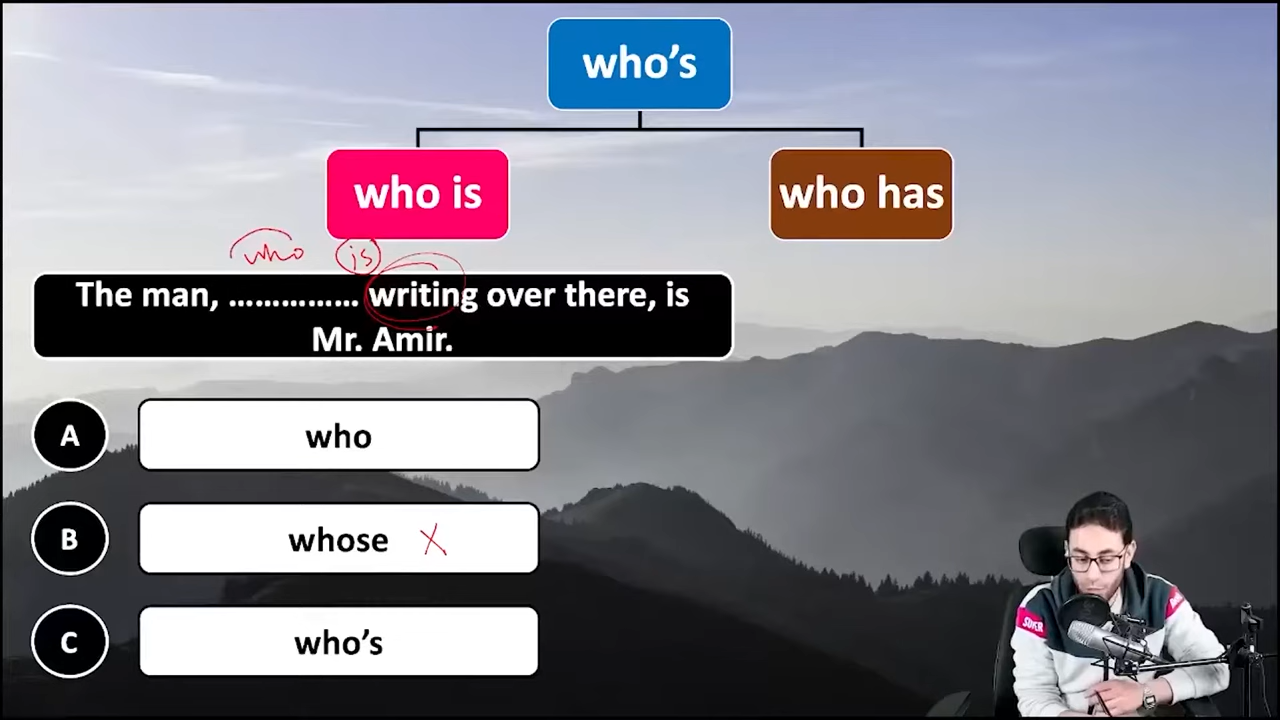 who's
who is
who has
who is
The man, …………… writing over there, is
Mr. Amir.
A
who
B
whose X
C
who's